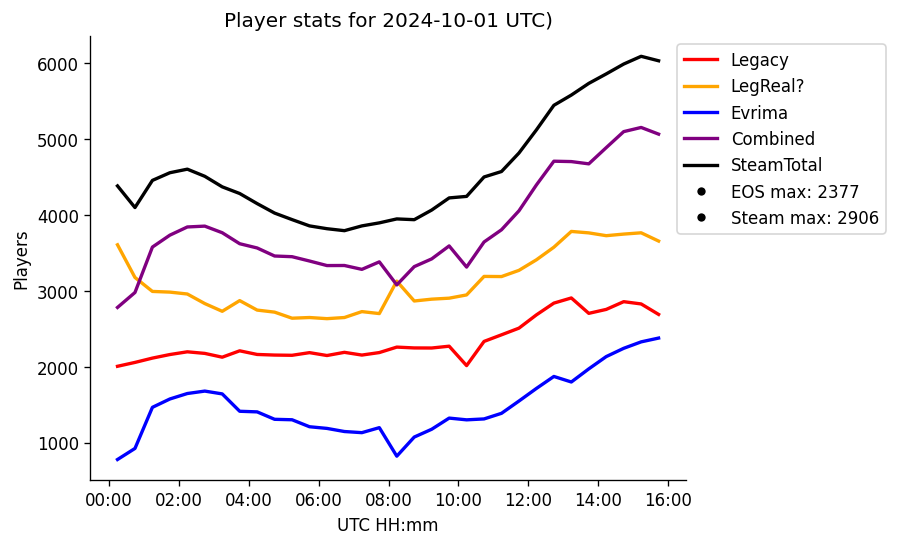 Player stats for 2024-10-01 UTC)
Legacy
LegReal?
Evrima
Combined
SteamTotal
EOS max: 2377
Steam max: 2906
Players
6000
5000
4000
3000
2000
1000
00:00 02:00 04:00 06:00 08:00 10:00 12:00 14:00 16:00
UTC HH:mm